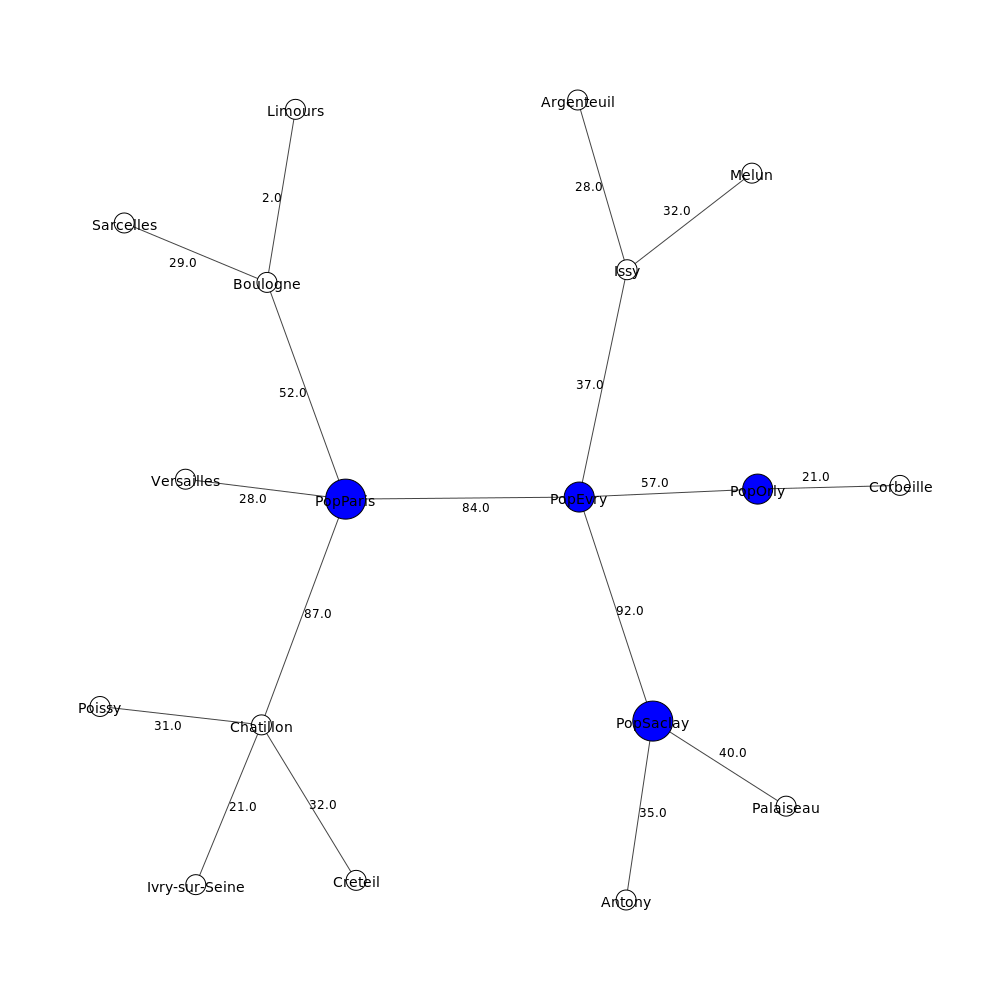 Argenteuil
Limours
Melun
28.0
2.0
32.0
Sarcelles
29.0
Issy
Boulogne
37.0
52.0
Versailles
28.0
PopParis
84.0
PopEvry
57.0
PopOrly
21.0
Corbeille
87.0
92.0
Poissy
31.0
Chatillon
PopSaclay
40.0
21.0
32.0
35.0
Palaiseau
Ivry-sur-Seine
Creteil
Antony